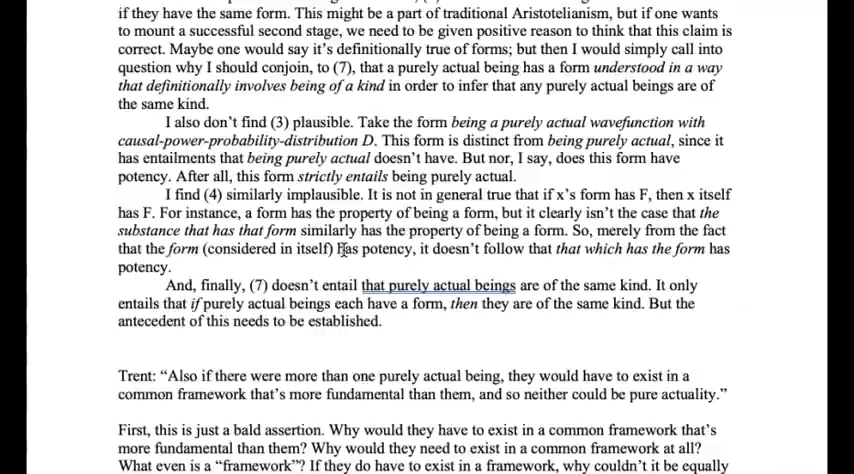 if they have the same form. This might be a part of traditional Aristotelianism, but if one wants
to mount a successful second stage, we need to be given positive reason to think that this claim is
correct. Maybe one would say it's definitionally true of forms; but then I would simply call into
question why I should conjoin, to (7), that a purely actual being has a form understood in a way
that definitionally involves being of a kind in order to infer that any purely actual beings are of
the same kind.
I also don't find (3) plausible. Take the form being a purely actual wavefunction with
causal-power-probability-distribution D. This form is distinct from being purely actual, since it
has entailments that being purely actual doesn't have. But nor, I say, does this form have
potency. After all, this form strictly entails being purely actual.
I find (4) similarly implausible. It is not in general true that if x's form has F, then x itself
has F. For instance, a form has the property of being a form, but it clearly isn't the case that the
substance that has that form similarly has the property of being a form. So, merely from the fact
that the form (considered in itself) has potency, it doesn't follow that that which has the form has
potency.
And, finally, (7) doesn't entail that purely actual beings are of the same kind. It only
entails that if purely actual beings each have a form, then they are of the same kind. But the
antecedent of this needs to be established.
Trent: “Also if there were more than one purely actual being, they would have to exist in a
common framework that's more fundamental than them, and so neither could be pure actuality.”
First, this is just a bald assertion. Why would they have to exist in a common framework that's
more fundamental than them? Why would they need to exist in a common framework at all?
What even is a “framework”? If they do have to exist in a framework, why couldn't it be equally